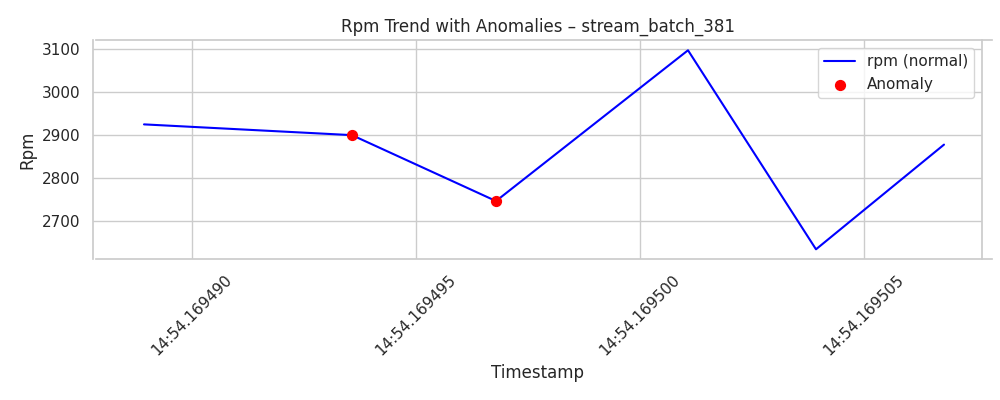 Rpm Trend with Anomalies – stream_batch_381
rpm (normal)
Anomaly
Rpm
3100
3000
2900
2800
2700
14:54.169490
14:54.169495
14:54.169500
14:54.169505
Timestamp